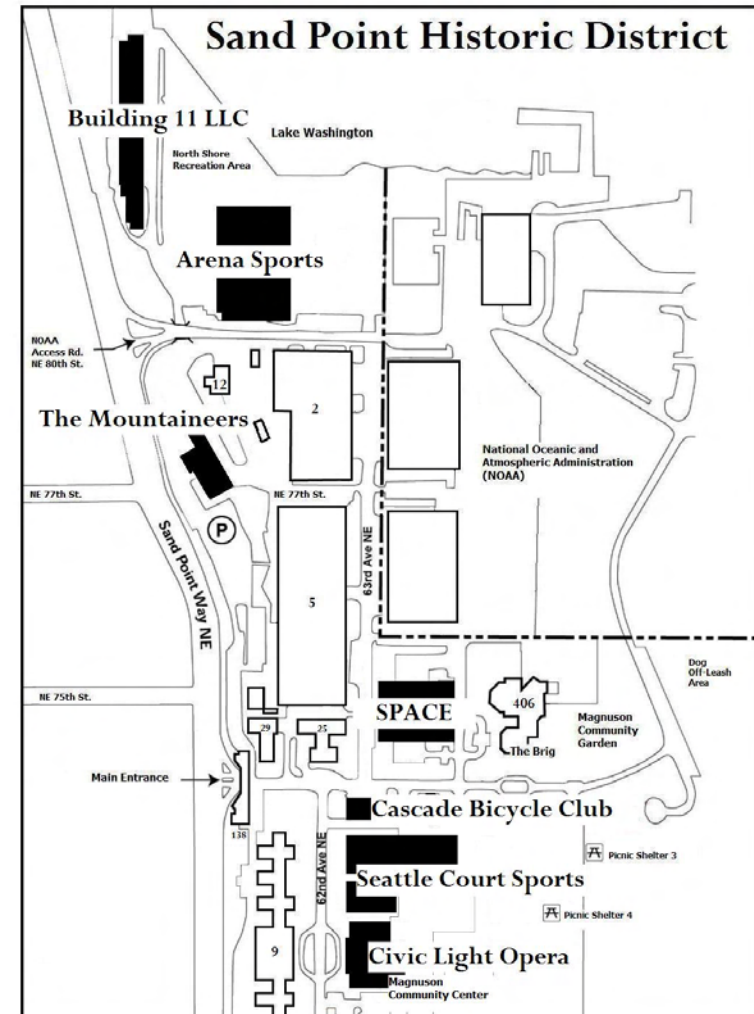 Sand Point Historic District
Building 11 LLC
Lake Washington
North Shore
Recreation Area
Arena Sports
NOAA
Access Rd.
NE 80th St.
12
2
The Mountaineers
National Oceanic and
Atmospheric Administration
(NOAA)
NE 77th St.
NE 77th St.
P
Sand Point Way NE
63rd Ave NE
5
Dog
Off-Leash
Area
NE 75th St.
SPACE
406
Magnuson
Community
Garden
29
25
The Brig
Main Entrance
Cascade Bicycle Club
138
62nd Ave NE
Picnic Shelter 3
Seattle Court Sports
Picnic Shelter 4
9
Civic Light Opera
Magnuson
Community Center